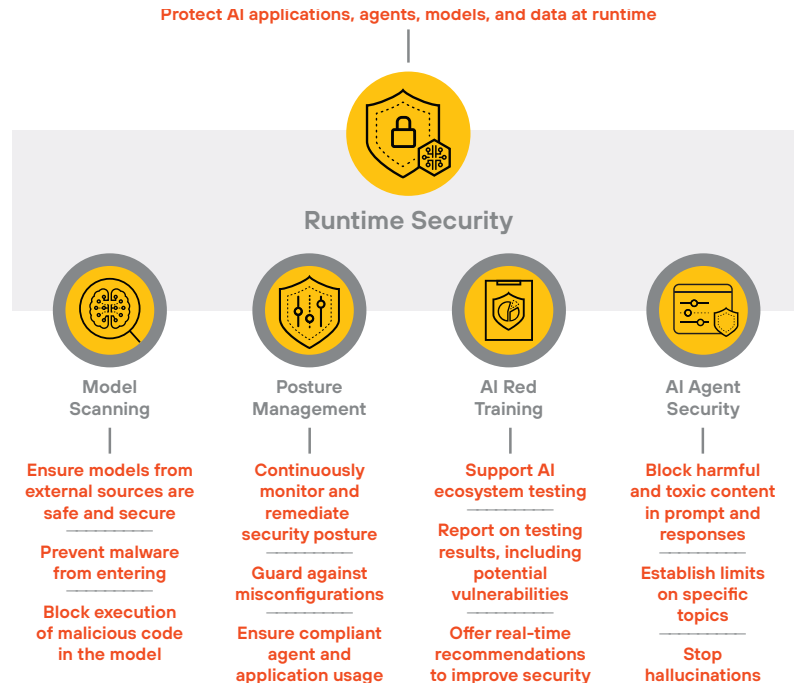 Protect AI applications, agents, models, and data at runtime
Runtime Security
Model
Scanning
Ensure models from
external sources are
safe and secure
Prevent malware
from entering
Block execution
of malicious code
in the model
Posture
Management
Continuously
monitor and
remediate
security posture
Guard against
misconfigurations
Ensure compliant
agent and
application usage
AI Red
Training
Support AI
ecosystem testing
Report on testing
results, including
potential
vulnerabilities
Offer real-time
recommendations
to improve security
AI Agent
Security
Block harmful
and toxic content
in prompt and
responses
Establish limits
on specific
topics
Stop
hallucinations